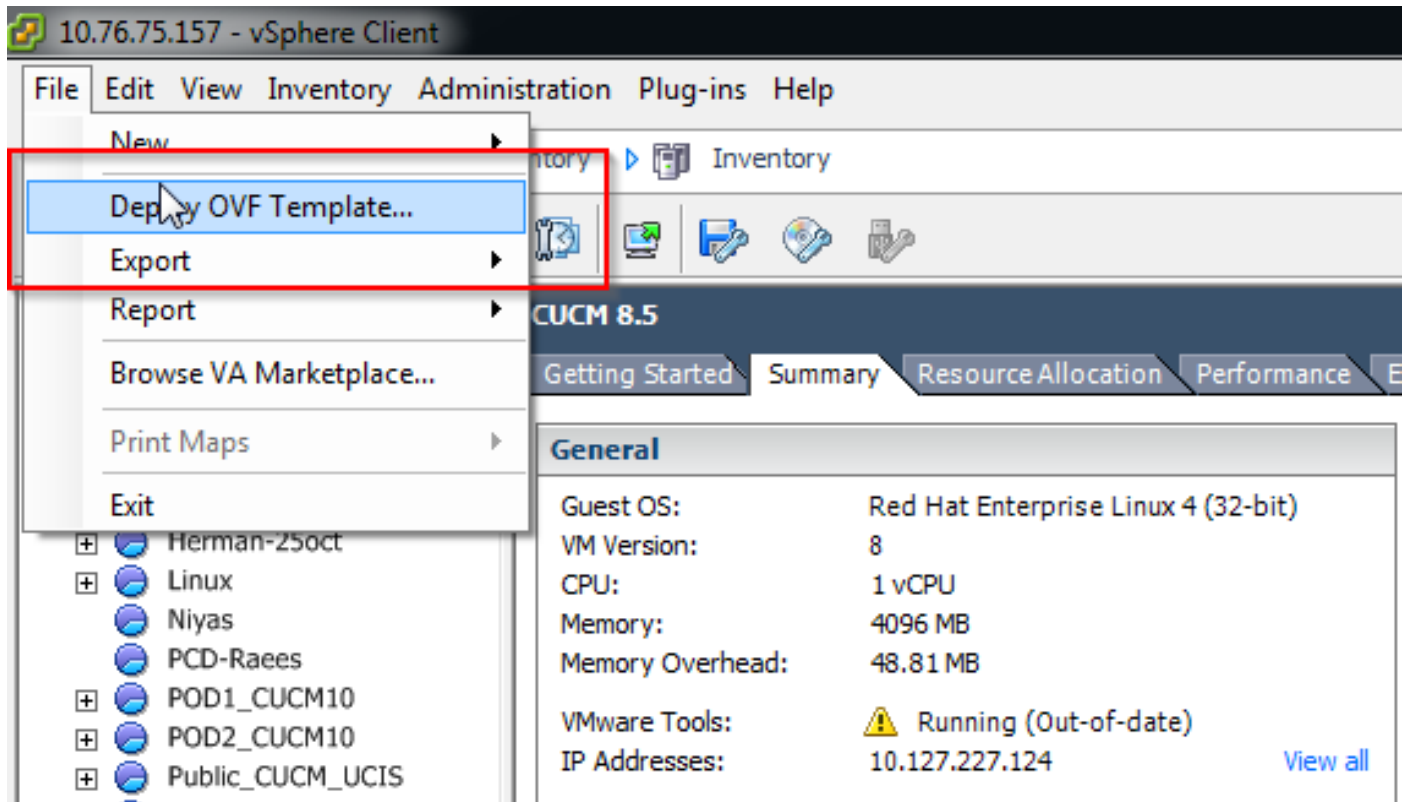 10.76.75.157 - vSphere Client
File Edit View Inventory Administration Plug-ins Help
New
Inventory
Deploy OVF Template...
Export
Report
Browse VA Marketplace...
Print Maps
Exit
CUCM 8.5
Getting Started Summary Resource Allocation Performance
Herman-25oct
Linux
Niyas
PCD-Raees
POD1_CUCM10
POD2_CUCM10
Public_CUCM_UCIS
General
Guest OS: Red Hat Enterprise Linux 4 (32-bit)
VM Version: 8
CPU: 1 vCPU
Memory: 4096 MB
Memory Overhead: 48.81 MB
VMware Tools: Running (Out-of-date)
IP Addresses: 10.127.227.124 View all